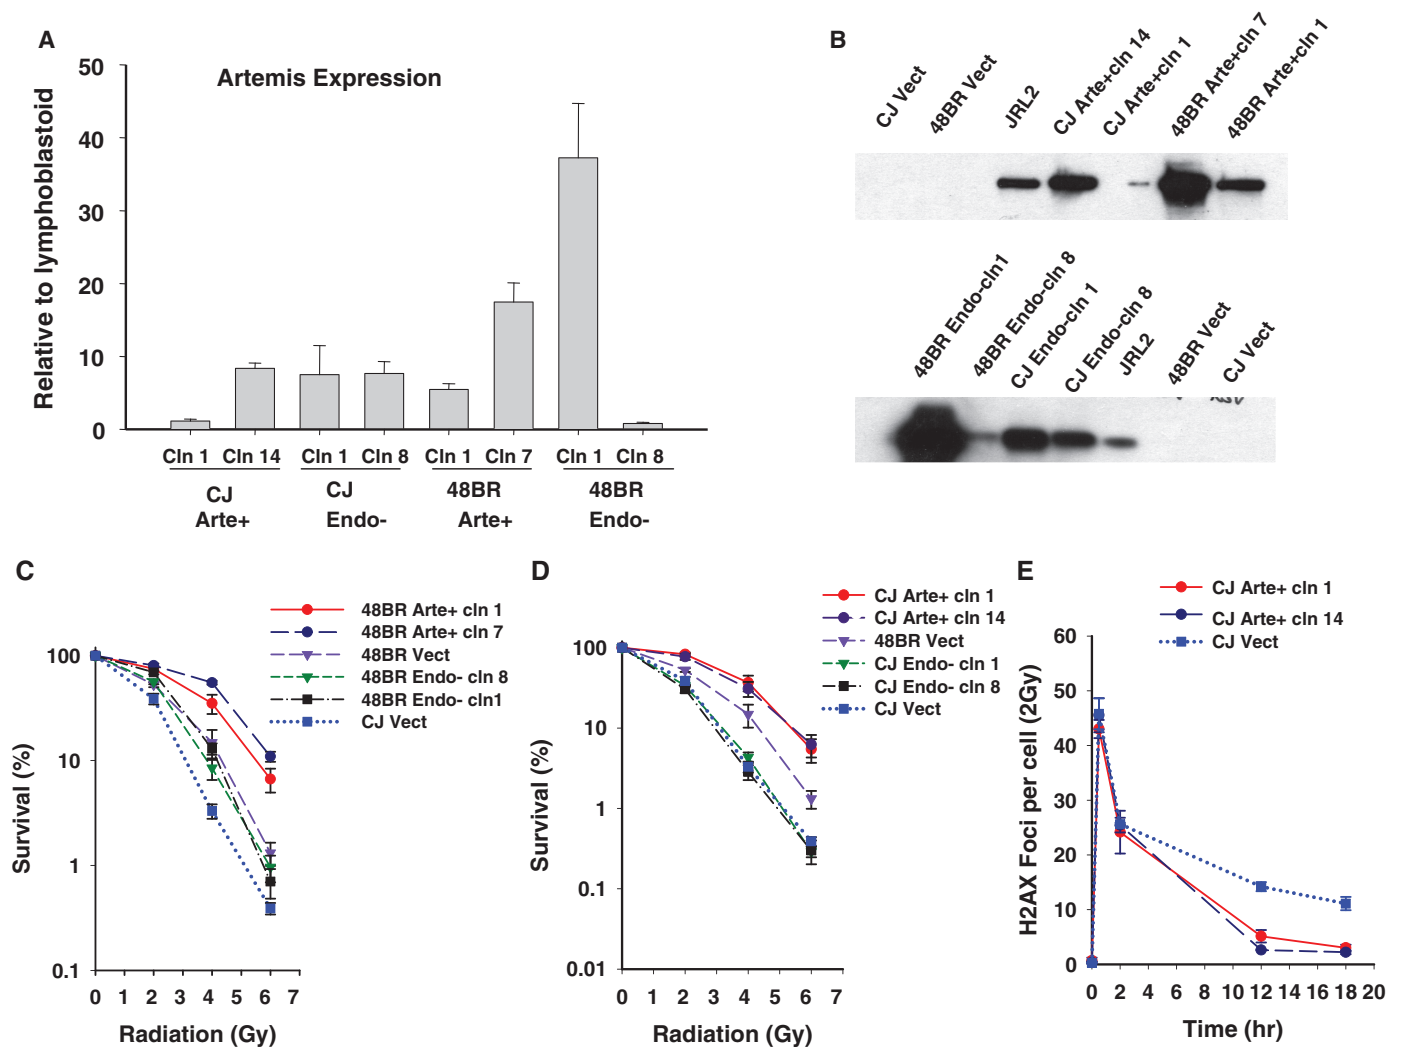 A
Artemis Expression
Relative to lymphoblastoid
50
40
30
20
10
0
Cln 1 Cln 14 Cln 1 Cln 8 Cln 1 Cln 7 Cln 1 Cln 8
CJ Arte+
CJ Endo-
48BR Arte+
48BR Endo-
B
CJ Vect
48BR Vect
JRL2
CJ Arte+cln 14
CJ Arte+cln 1
48BR Arte+cln 7
48BR Arte+cln 1
48BR Endo-cln1
48BR Endo-cln 8
CJ Endo-cln 1
CJ Endo-cln 8
JRL2
48BR Vect
CJ Vect
C
48BR Arte+ cln 1
48BR Arte+ cln 7
48BR Vect
48BR Endo- cln 8
48BR Endo- cln1
CJ Vect
Survival (%)
100
10
1
0.1
0 1 2 3 4 5 6 7
Radiation (Gy)
D
CJ Arte+ cln 1
CJ Arte+ cln 14
48BR Vect
CJ Endo- cln 1
CJ Endo- cln 8
CJ Vect
Survival (%)
100
10
1
0.1
0.01
0 1 2 3 4 5 6 7
Radiation (Gy)
E
CJ Arte+ cln 1
CJ Arte+ cln 14
CJ Vect
H2AX Foci per cell (2Gy)
60
50
40
30
20
10
0
0 2 4 6 8 10 12 14 16 18 20
Time (hr)